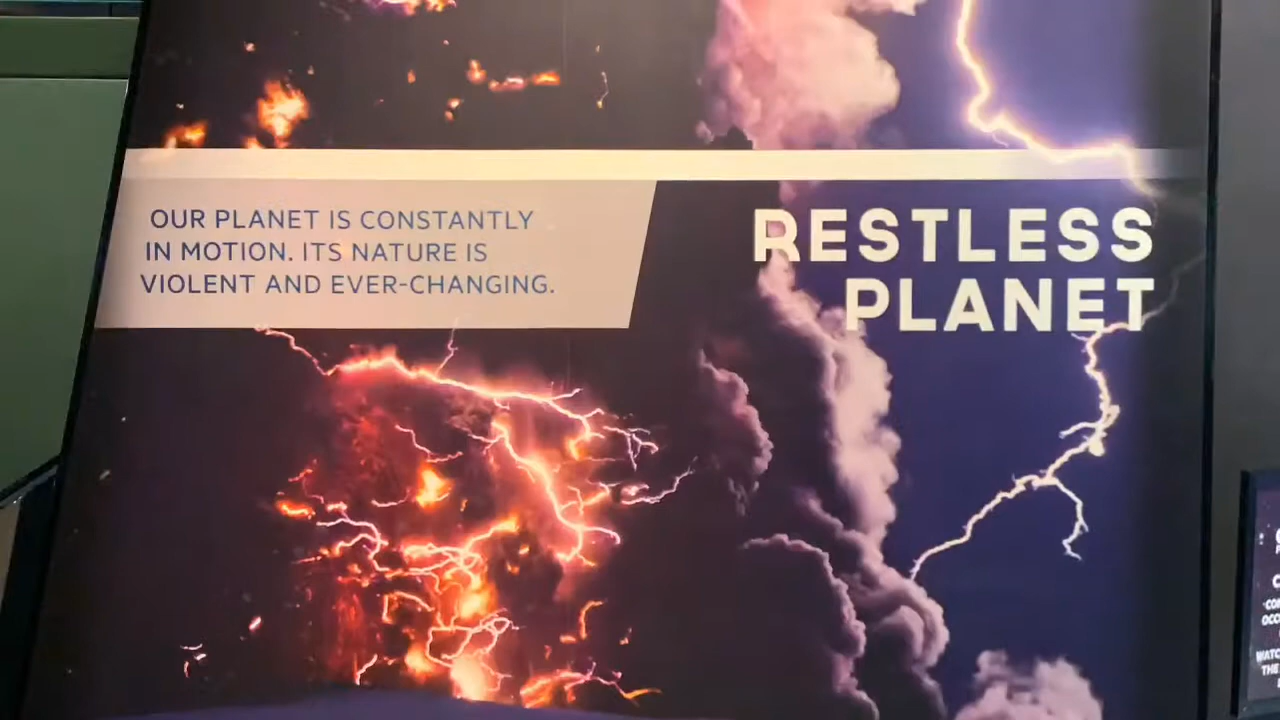 OUR PLANET IS CONSTANTLY
IN MOTION. ITS NATURE IS
VIOLENT AND EVER-CHANGING.
RESTLESS
PLANET